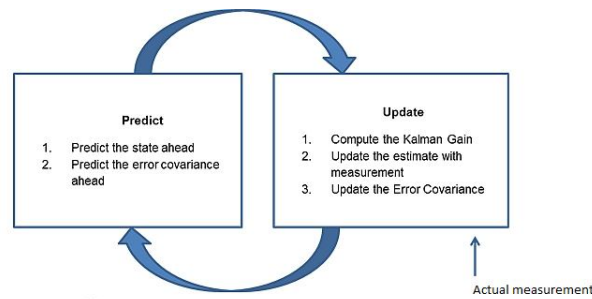 Predict
1. Predict the state ahead
2. Predict the error covariance
ahead
Update
1. Compute the Kalman Gain
2. Update the estimate with
measurement
3. Update the Error Covariance
Actual measurement